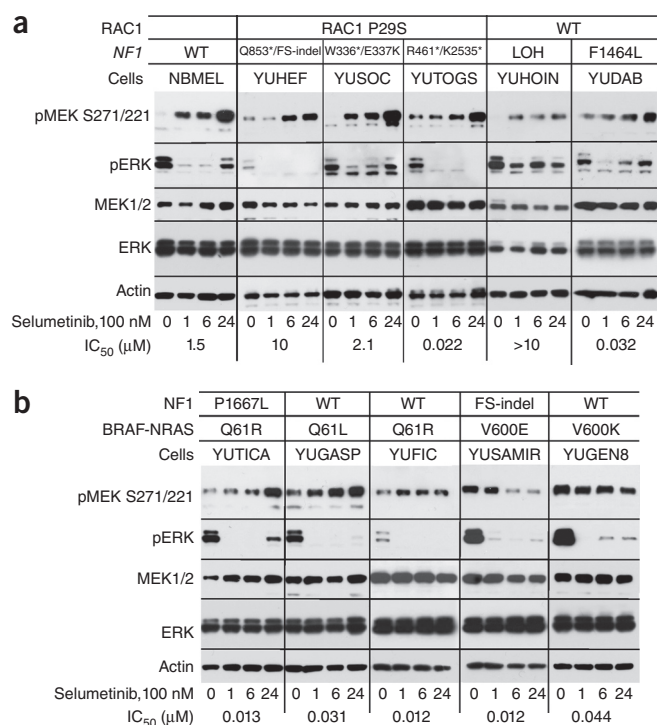 a
RAC1 RAC1 P29S WT
NF1 WT Q853*/FS-indel W336*/E337K R461*/K2535* LOH F1464L
Cells NBMEL YUHEF YUSOC YUTOGS YUHOIN YUDAB
pMEK S271/221
pERK
MEK1/2
ERK
Actin
Selumetinib,100 nM 0 1 6 24 0 1 6 24 0 1 6 24 0 1 6 24 0 1 6 24 0 1 6 24
IC50 (μM) 1.5 10 2.1 0.022 >10 0.032
b
NF1 P1667L WT WT FS-indel WT
BRAF-NRAS Q61R Q61L Q61R V600E V600K
Cells YUTICA YUGASP YUFIC YUSAMIR YUGEN8
pMEK S271/221
pERK
MEK1/2
ERK
Actin
Selumetinib,100 nM 0 1 6 24 0 1 6 24 0 1 6 24 0 1 6 24 0 1 6 24
IC50 (μM) 0.013 0.031 0.012 0.012 0.044